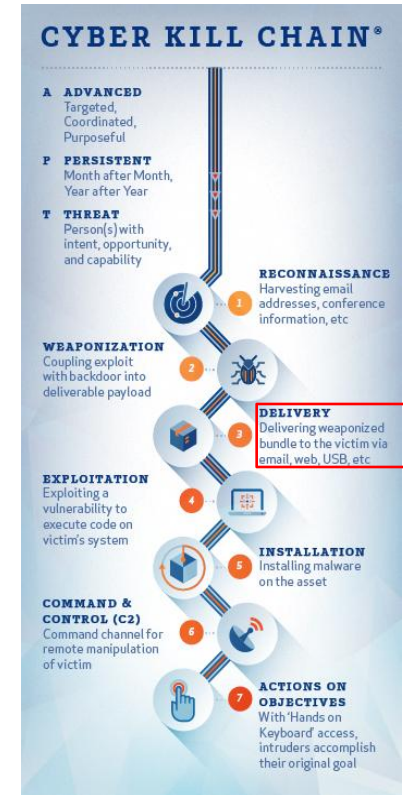 CYBER KILL CHAIN®
A ADVANCED
Targeted,
Coordinated,
Purposeful
P PERSISTENT
Month after Month,
Year after Year
T THREAT
Person(s) with
intent, opportunity,
and capability
RECONNAISSANCE
1 Harvesting email
addresses, conference
information, etc
WEAPONIZATION
Coupling exploit
with backdoor into
deliverable payload
2
DELIVERY
3 Delivering weaponized
bundle to the victim via
email, web, USB, etc
EXPLOITATION
Exploiting a
vulnerability to
execute code on
victim's system
4
INSTALLATION
5 Installing malware
on the asset
COMMAND &
CONTROL (C2)
Command channel for
remote manipulation
of victim
6
ACTIONS ON
OBJECTIVES
7 With 'Hands on
Keyboard' access,
intruders accomplish
their original goal